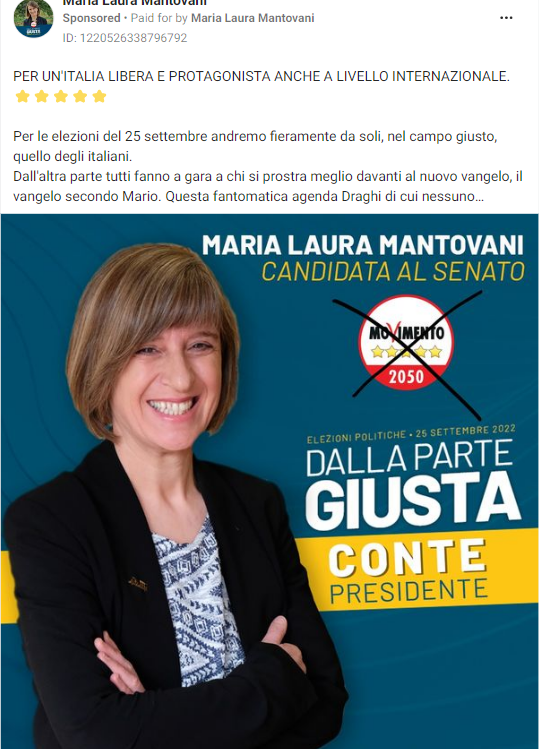 Maria Laura Mantovani
Sponsored • Paid for by Maria Laura Mantovani
ID: 1220526338796792
PER UN'ITALIA LIBERA E PROTAGONISTA ANCHE A LIVELLO INTERNAZIONALE.
⭐⭐⭐⭐⭐
Per le elezioni del 25 settembre andremo fieramente da soli, nel campo giusto,
quello degli italiani.
Dall'altra parte tutti fanno a gara a chi si prostra meglio davanti al nuovo vangelo, il
vangelo secondo Mario. Questa fantomatica agenda Draghi di cui nessuno...
MARIA LAURA MANTOVANI
CANDIDATA AL SENATO
MOVIMENTO
2050
ELEZIONI POLITICHE • 25 SETTEMBRE 2022
DALLA PARTE
GIUSTA
CONTE
PRESIDENTE